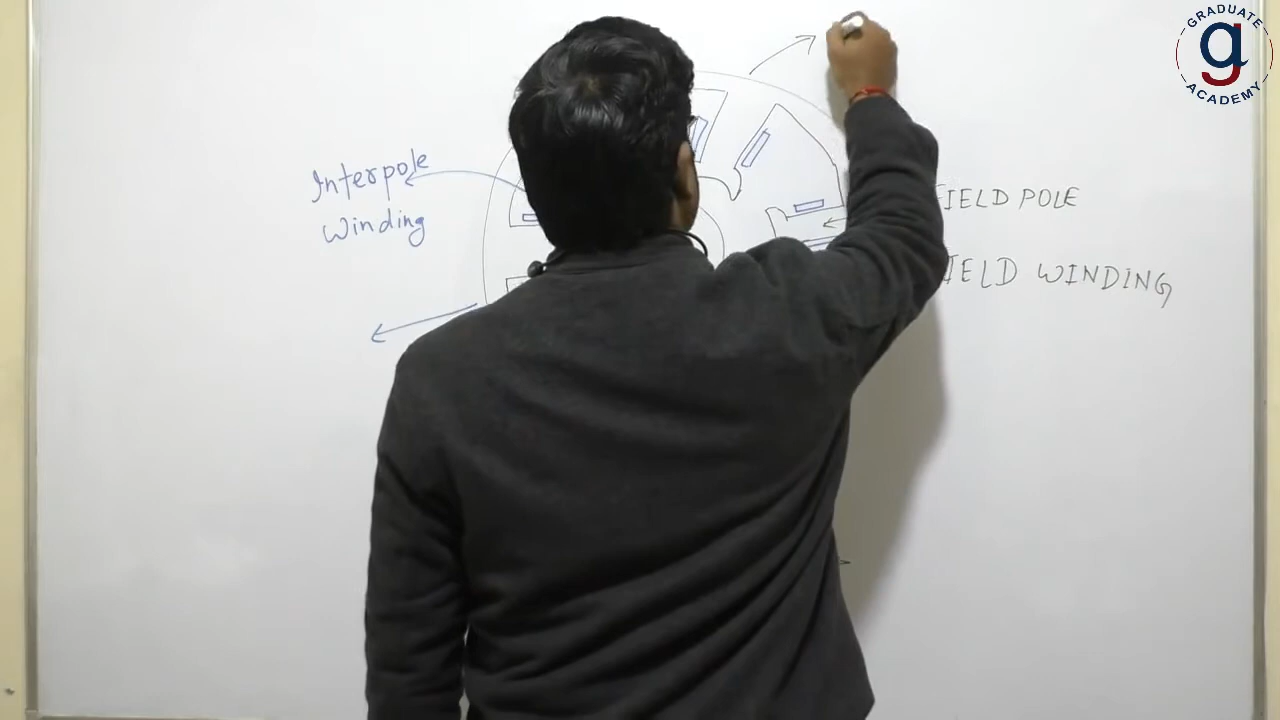 GRADUATE
a
ACADEMY
Interpole
Winding
FIELD POLE
FIELD WINDING